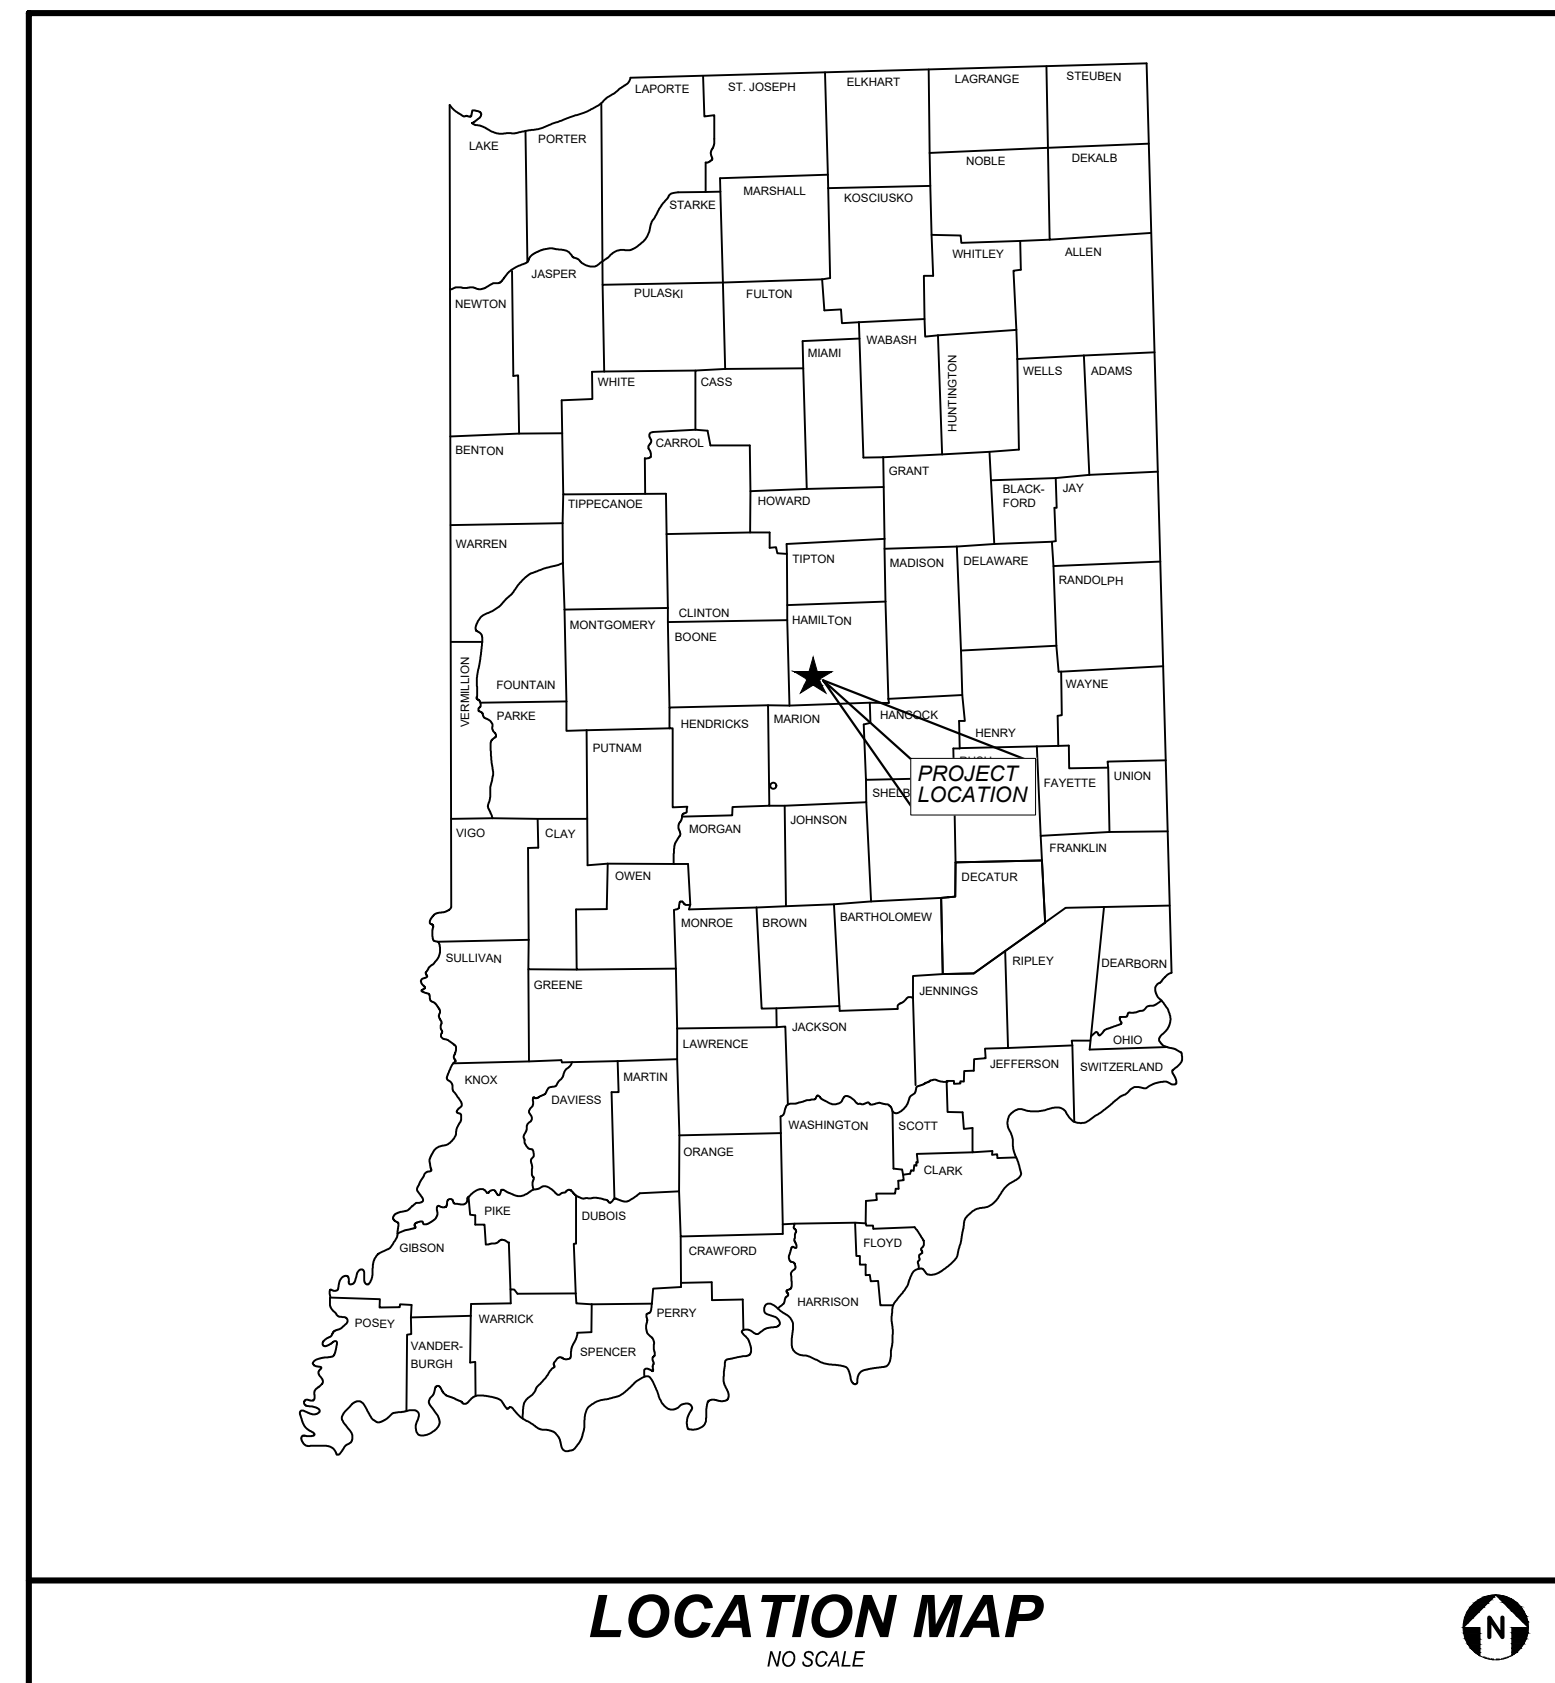 LAPORTE
ST. JOSEPH
ELKHART
LAGRANGE
STEUBEN
LAKE
PORTER
NOBLE
DEKALB
STARKE
MARSHALL
KOSCIUSKO
WHITLEY
ALLEN
JASPER
NEWTON
PULASKI
FULTON
MIAMI
WABASH
HUNTINGTON
WELLS
ADAMS
WHITE
CASS
CARROL
BENTON
GRANT
TIPPECANOE
HOWARD
BLACK-
FORD
JAY
WARREN
TIPTON
MADISON
DELAWARE
RANDOLPH
CLINTON
HAMILTON
MONTGOMERY
BOONE
VERMILLION
FOUNTAIN
WAYNE
PARKE
HENDRICKS
MARION
HANCOCK
HENRY
PUTNAM
PROJECT
LOCATION
SHELB
FAYETTE
UNION
VIGO
CLAY
MORGAN
JOHNSON
FRANKLIN
OWEN
DECATUR
MONROE
BROWN
BARTHOLOMEW
SULLIVAN
RIPLEY
DEARBORN
GREENE
JENNINGS
JACKSON
LAWRENCE
OHIO
JEFFERSON
SWITZERLAND
KNOX
DAVIESS
MARTIN
WASHINGTON
SCOTT
ORANGE
CLARK
PIKE
DUBOIS
GIBSON
CRAWFORD
FLOYD
HARRISON
POSEY
WARRICK
PERRY
VANDER-
BURGH
SPENCER
LOCATION MAP
NO SCALE
N